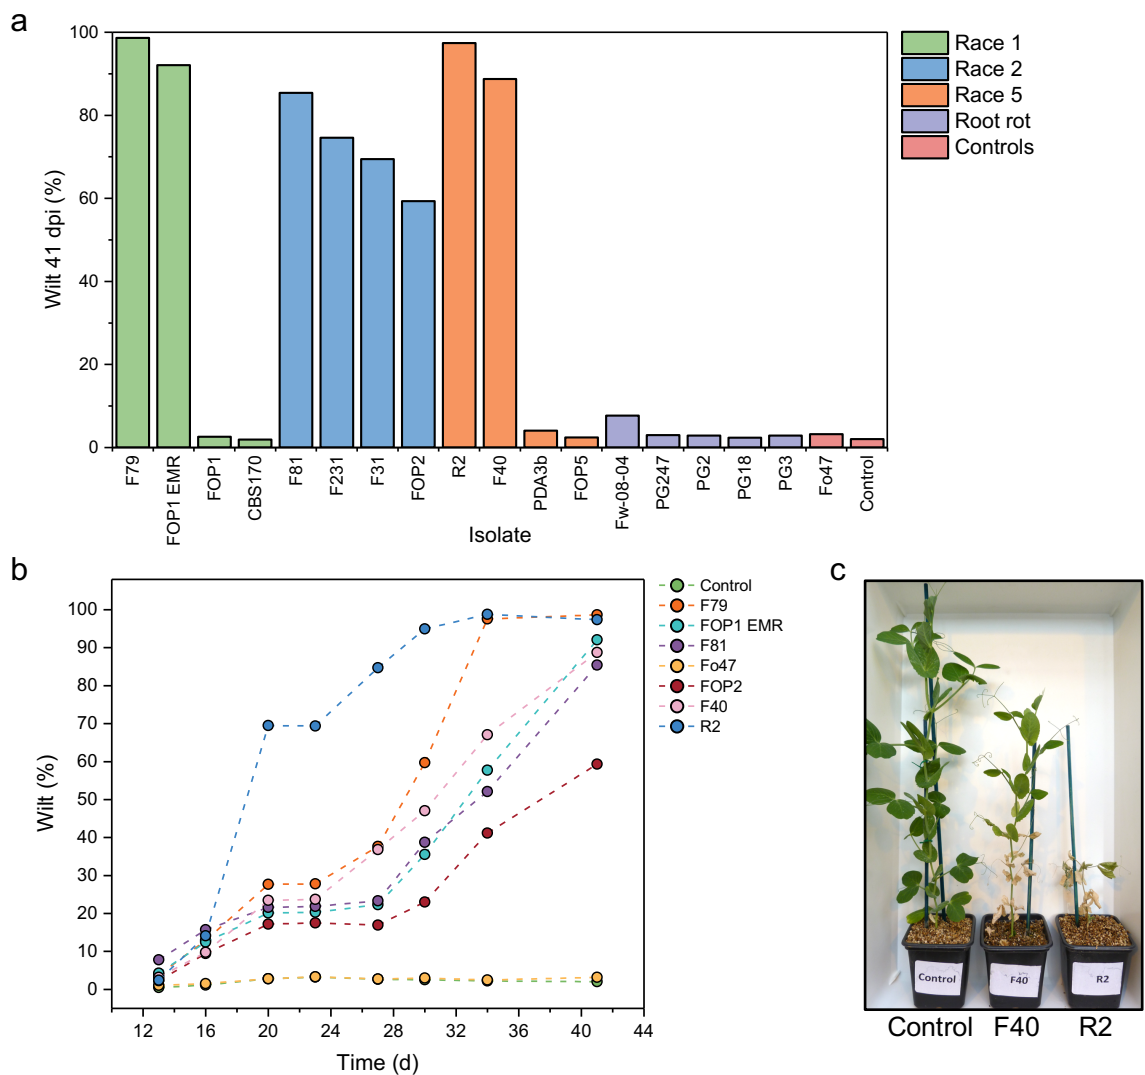 a
100
80
60
40
20
0
Wilt 41 dpi (%)
F79
FOP1 EMR
FOP1
CBS170
F81
F231
F31
FOP2
R2
F40
PDA3b
FOP5
Fw-08-04
PG247
PG2
PG18
PG3
Fo47
Control
Isolate
Race 1
Race 2
Race 5
Root rot
Controls
b
100
90
80
70
60
50
40
30
20
10
0
Wilt (%)
12
16
20
24
28
32
36
40
44
Time (d)
Control
F79
FOP1 EMR
F81
Fo47
FOP2
F40
R2
c
Control
F40
R2
Control
F40
R2